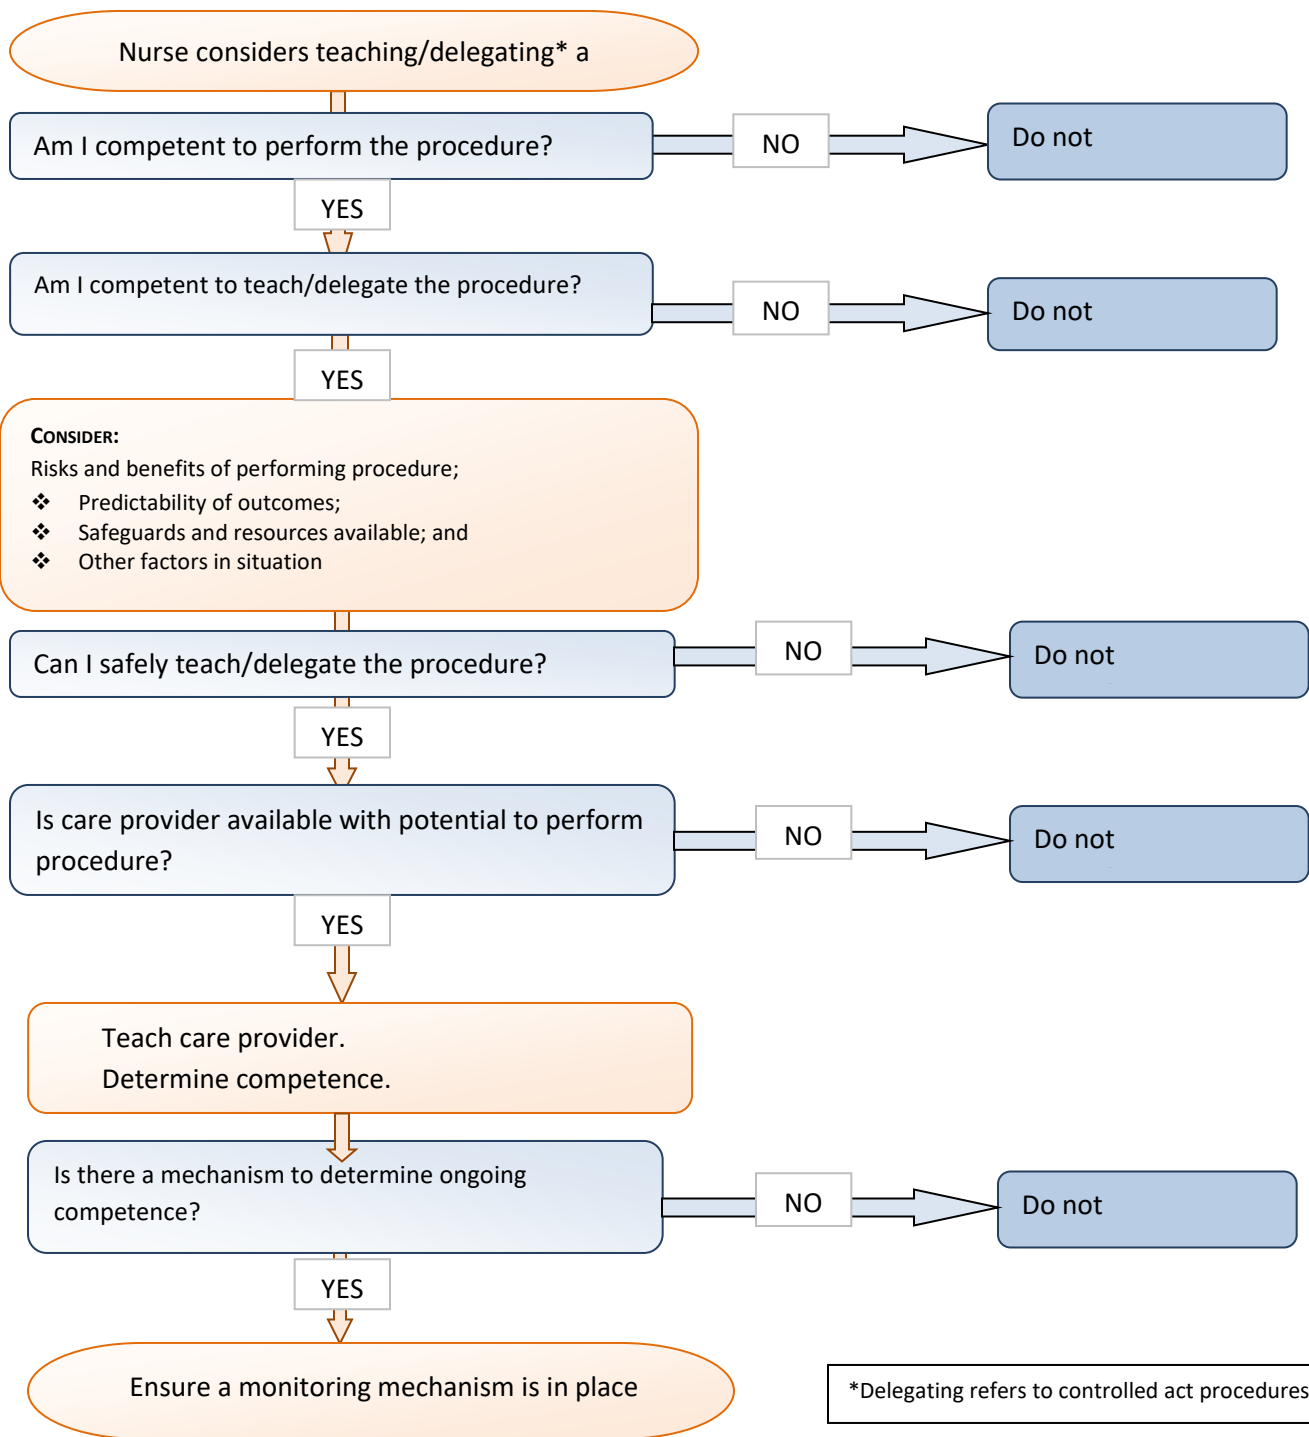 Nurse considers teaching/delegating* a
Am I competent to perform the procedure?
NO
Do not
YES
Am I competent to teach/delegate the procedure?
NO
Do not
YES
CONSIDER:
Risks and benefits of performing procedure;
❖ Predictability of outcomes;
❖ Safeguards and resources available; and
❖ Other factors in situation
Can I safely teach/delegate the procedure?
NO
Do not
YES
Is care provider available with potential to perform
procedure?
NO
Do not
YES
Teach care provider.
Determine competence.
Is there a mechanism to determine ongoing
competence?
NO
Do not
YES
Ensure a monitoring mechanism is in place
*Delegating refers to controlled act procedures